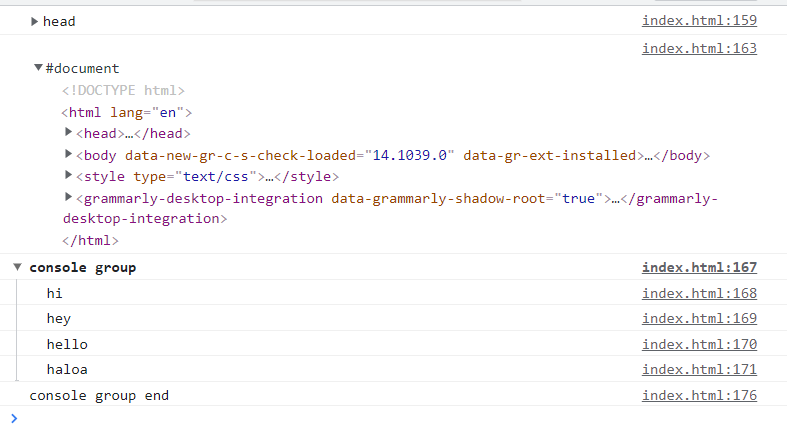 head index.html:159
index.html:163
#document
<!DOCTYPE html>
<html lang="en">
<head>…</head>
<body data-new-gr-c-s-check-loaded="14.1039.0" data-gr-ext-installed>…</body>
<style type="text/css">…</style>
<grammarly-desktop-integration data-grammarly-shadow-root="true">…</grammarly-
desktop-integration>
</html>
console group index.html:167
hi index.html:168
hey index.html:169
hello index.html:170
haloa index.html:171
console group end index.html:176